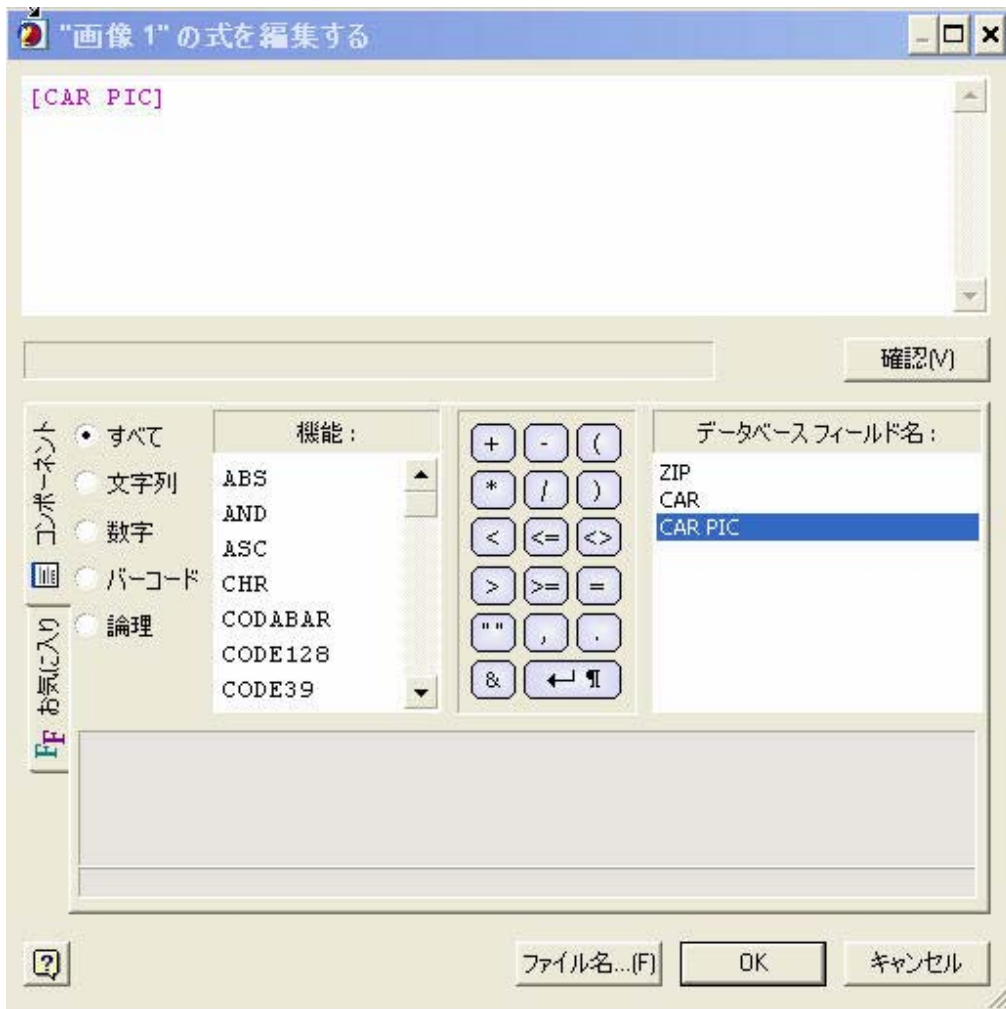 "画像 1" の式を編集する
[CAR PIC]
確認(V)
コンポーネント
お気に入り
すべて
文字列
数字
バーコード
論理
機能 :
ABS
AND
ASC
CHR
CODABAR
CODE128
CODE39
+ - (
* / )
< <= <>
> >= =
"" , .
& ↵ ¶
データベース フィールド名 :
ZIP
CAR
CAR PIC
ファイル名...(F)
OK
キャンセル